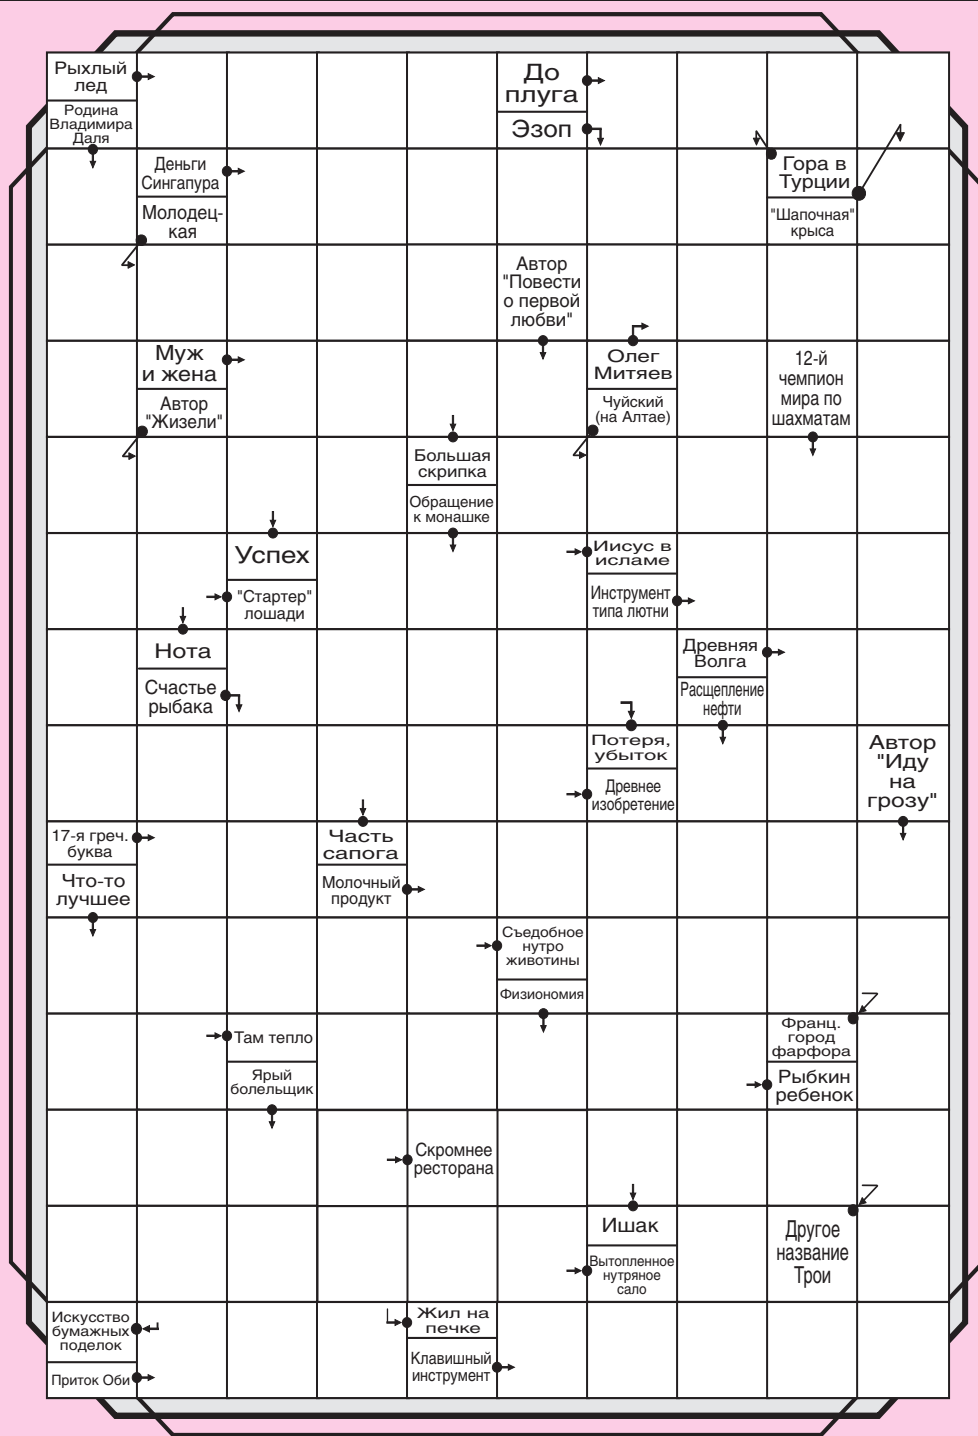 Рыхлый
лед
Родина
Владимира
Даля
До
плуга
Эзоп
Деньги
Сингапура
Молодец-
кая
Гора в
Турции
"Шапочная"
крыса
Автор
"Повести
о первой
любви"
Муж
и жена
Автор
"Жизели"
Олег
Митяев
Чуйский
(на Алтае)
12-й
чемпион
мира по
шахматам
Большая
скрипка
Обращение
к монашке
Успех
"Стартер"
лошади
Иисус в
исламе
Инструмент
типа лютни
Нота
Счастье
рыбака
Древняя
Волга
Расщепление
нефти
Потеря,
убыток
Древнее
изобретение
Автор
"Иду
на
грозу"
17-я греч.
буква
Что-то
лучшее
Часть
сапога
Молочный
продукт
Съедобное
нутро
животины
Физиономия
Там тепло
Ярый
болельщик
Франц.
город
фарфора
Рыбкин
ребенок
Скромнее
ресторана
Ишак
Вытопленное
нутряное
сало
Другое
название
Трои
Искусство
бумажных
поделок
Приток Оби
Жил на
печке
Клавишный
инструмент